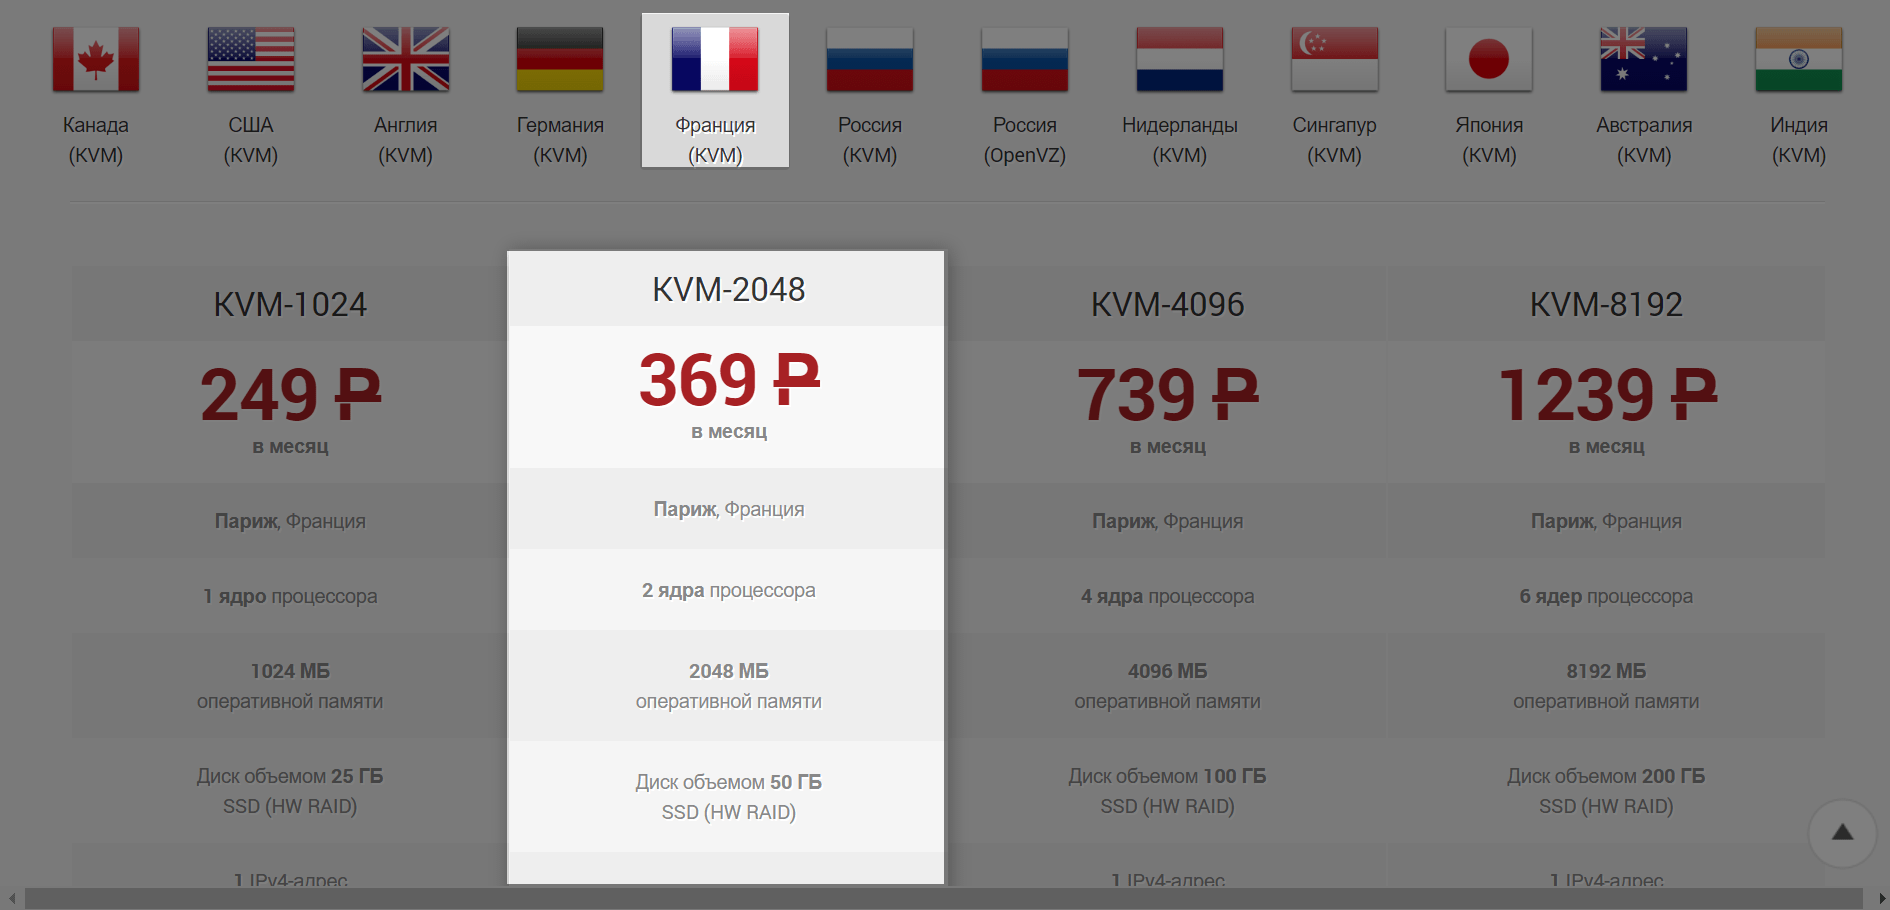 Канада
(KVM)
США
(KVM)
Англия
(KVM)
Германия
(KVM)
Франция
(KVM)
Россия
(KVM)
Россия
(OpenVZ)
Нидерланды
(KVM)
Сингапур
(KVM)
Япония
(KVM)
Австралия
(KVM)
Индия
(KVM)
KVM-1024
249 ₽
в месяц
Париж, Франция
1 ядро процессора
1024 МБ
оперативной памяти
Диск объемом 25 ГБ
SSD (HW RAID)
1 IPv4-адрес
KVM-2048
369 ₽
в месяц
Париж, Франция
2 ядра процессора
2048 МБ
оперативной памяти
Диск объемом 50 ГБ
SSD (HW RAID)
KVM-4096
739 ₽
в месяц
Париж, Франция
4 ядра процессора
4096 МБ
оперативной памяти
Диск объемом 100 ГБ
SSD (HW RAID)
1 IPv4-адрес
KVM-8192
1239 ₽
в месяц
Париж, Франция
6 ядер процессора
8192 МБ
оперативной памяти
Диск объемом 200 ГБ
SSD (HW RAID)
1 IPv4-адрес